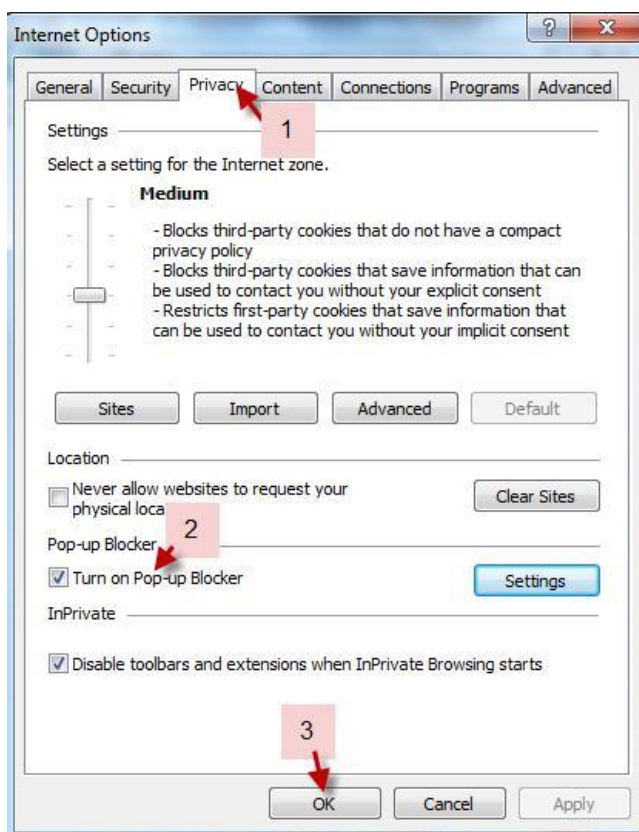 Internet Options
General Security Privacy Content Connections Programs Advanced
1
Settings
Select a setting for the Internet zone.
Medium
- Blocks third-party cookies that do not have a compact
privacy policy
- Blocks third-party cookies that save information that can
be used to contact you without your explicit consent
- Restricts first-party cookies that save information that
can be used to contact you without your implicit consent
Sites Import Advanced Default
Location
Never allow websites to request your
physical loca
Clear Sites
2
Pop-up Blocker
Turn on Pop-up Blocker
Settings
InPrivate
Disable toolbars and extensions when InPrivate Browsing starts
3
OK Cancel Apply